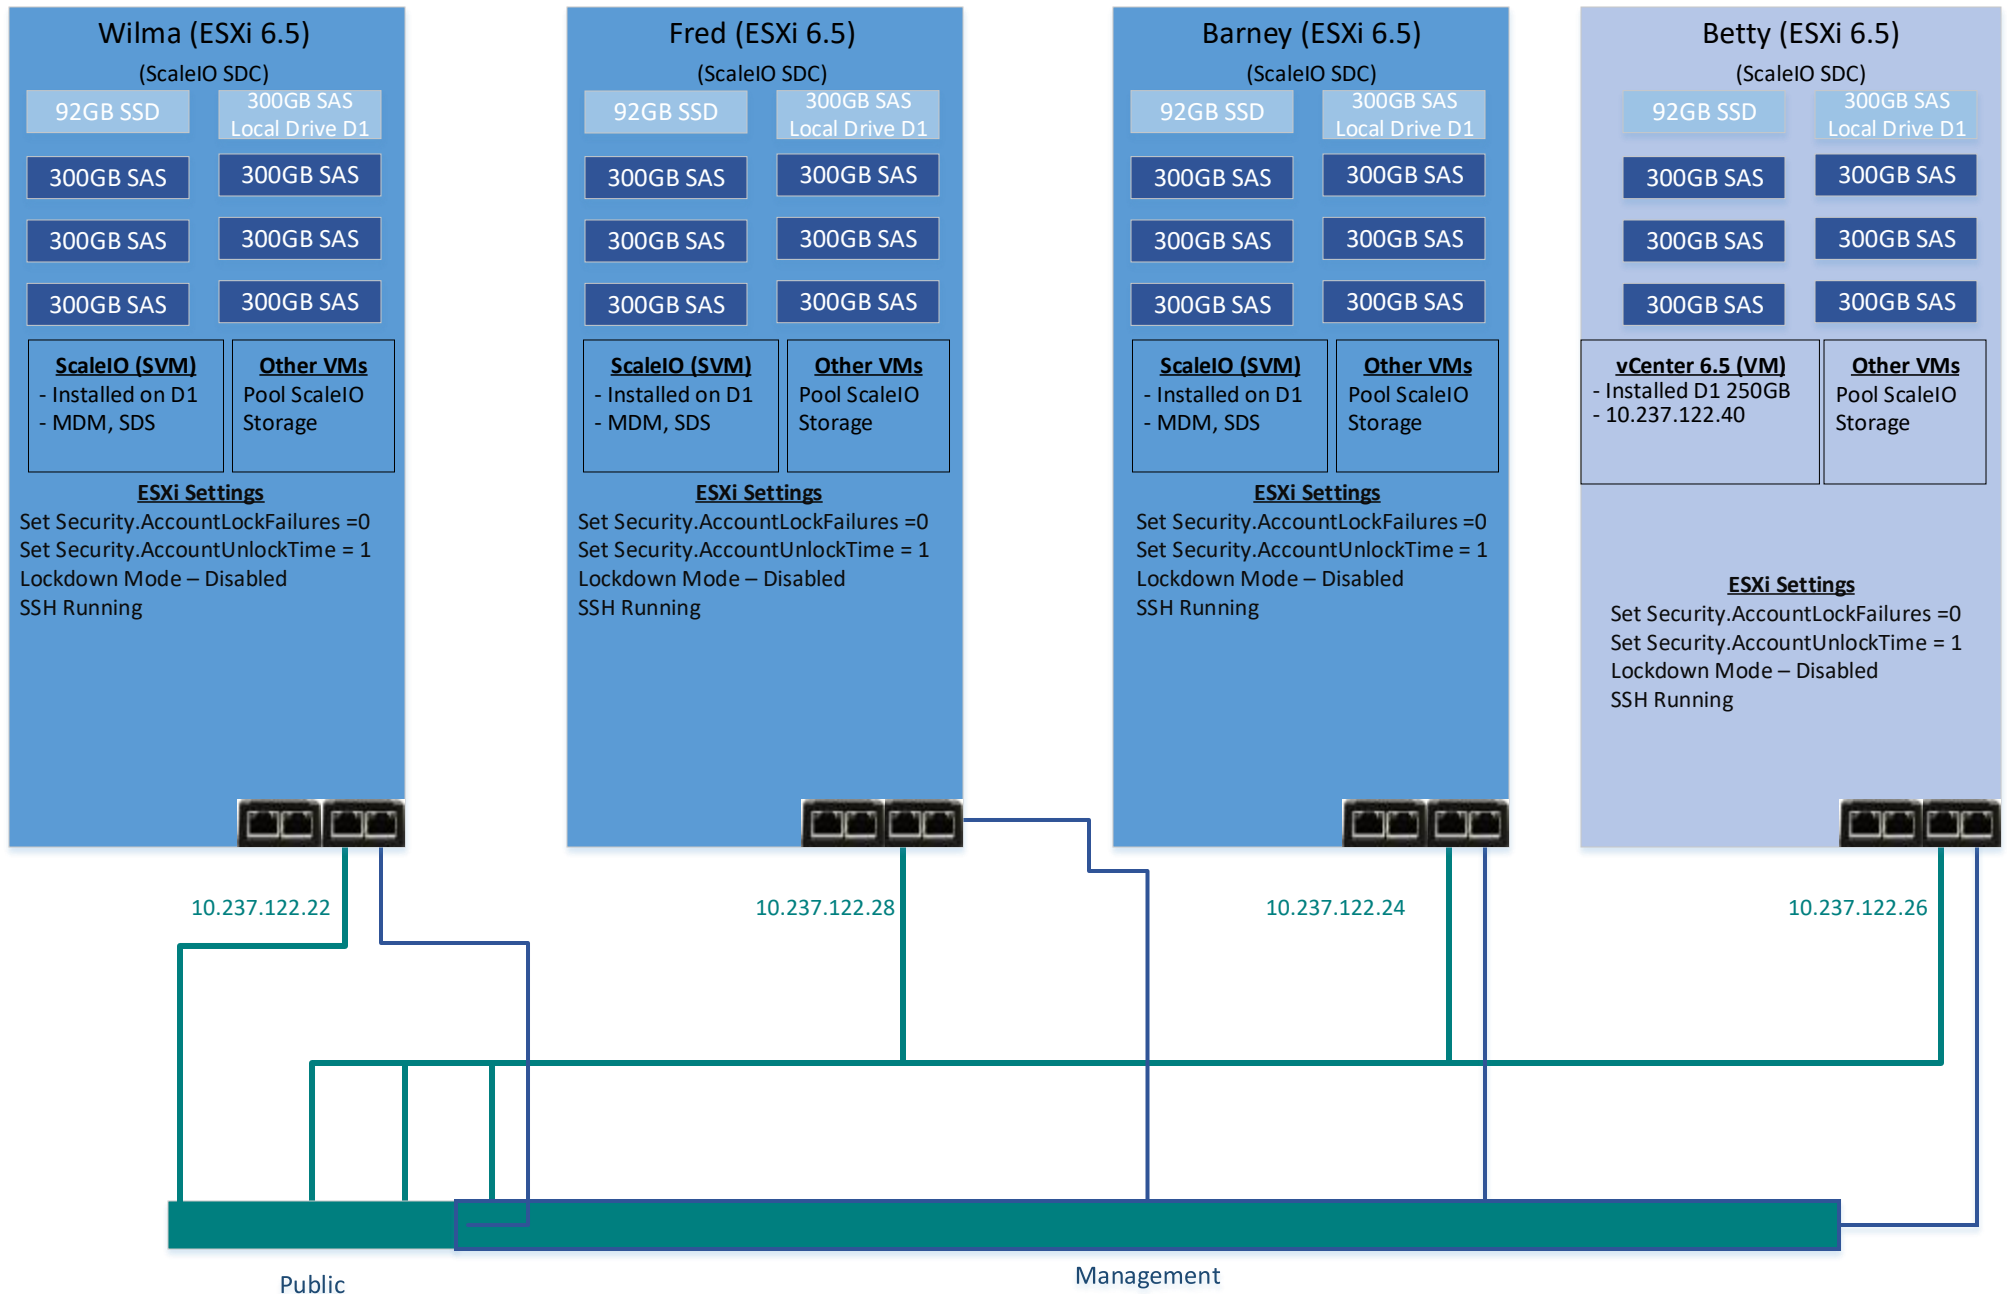 Wilma (ESXi 6.5)
(ScaleIO SDC)
92GB SSD
300GB SAS
Local Drive D1
300GB SAS
300GB SAS
300GB SAS
300GB SAS
300GB SAS
300GB SAS
ScaleIO (SVM)
- Installed on D1
- MDM, SDS
Other VMs
Pool ScaleIO
Storage
ESXi Settings
Set Security.AccountLockFailures =0
Set Security.AccountUnlockTime = 1
Lockdown Mode – Disabled
SSH Running
10.237.122.22
Fred (ESXi 6.5)
(ScaleIO SDC)
92GB SSD
300GB SAS
Local Drive D1
300GB SAS
300GB SAS
300GB SAS
300GB SAS
300GB SAS
300GB SAS
ScaleIO (SVM)
- Installed on D1
- MDM, SDS
Other VMs
Pool ScaleIO
Storage
ESXi Settings
Set Security.AccountLockFailures =0
Set Security.AccountUnlockTime = 1
Lockdown Mode – Disabled
SSH Running
10.237.122.28
Barney (ESXi 6.5)
(ScaleIO SDC)
92GB SSD
300GB SAS
Local Drive D1
300GB SAS
300GB SAS
300GB SAS
300GB SAS
300GB SAS
300GB SAS
ScaleIO (SVM)
- Installed on D1
- MDM, SDS
Other VMs
Pool ScaleIO
Storage
ESXi Settings
Set Security.AccountLockFailures =0
Set Security.AccountUnlockTime = 1
Lockdown Mode – Disabled
SSH Running
10.237.122.24
Betty (ESXi 6.5)
(ScaleIO SDC)
92GB SSD
300GB SAS
Local Drive D1
300GB SAS
300GB SAS
300GB SAS
300GB SAS
300GB SAS
300GB SAS
vCenter 6.5 (VM)
- Installed D1 250GB
- 10.237.122.40
Other VMs
Pool ScaleIO
Storage
ESXi Settings
Set Security.AccountLockFailures =0
Set Security.AccountUnlockTime = 1
Lockdown Mode – Disabled
SSH Running
10.237.122.26
Public
Management